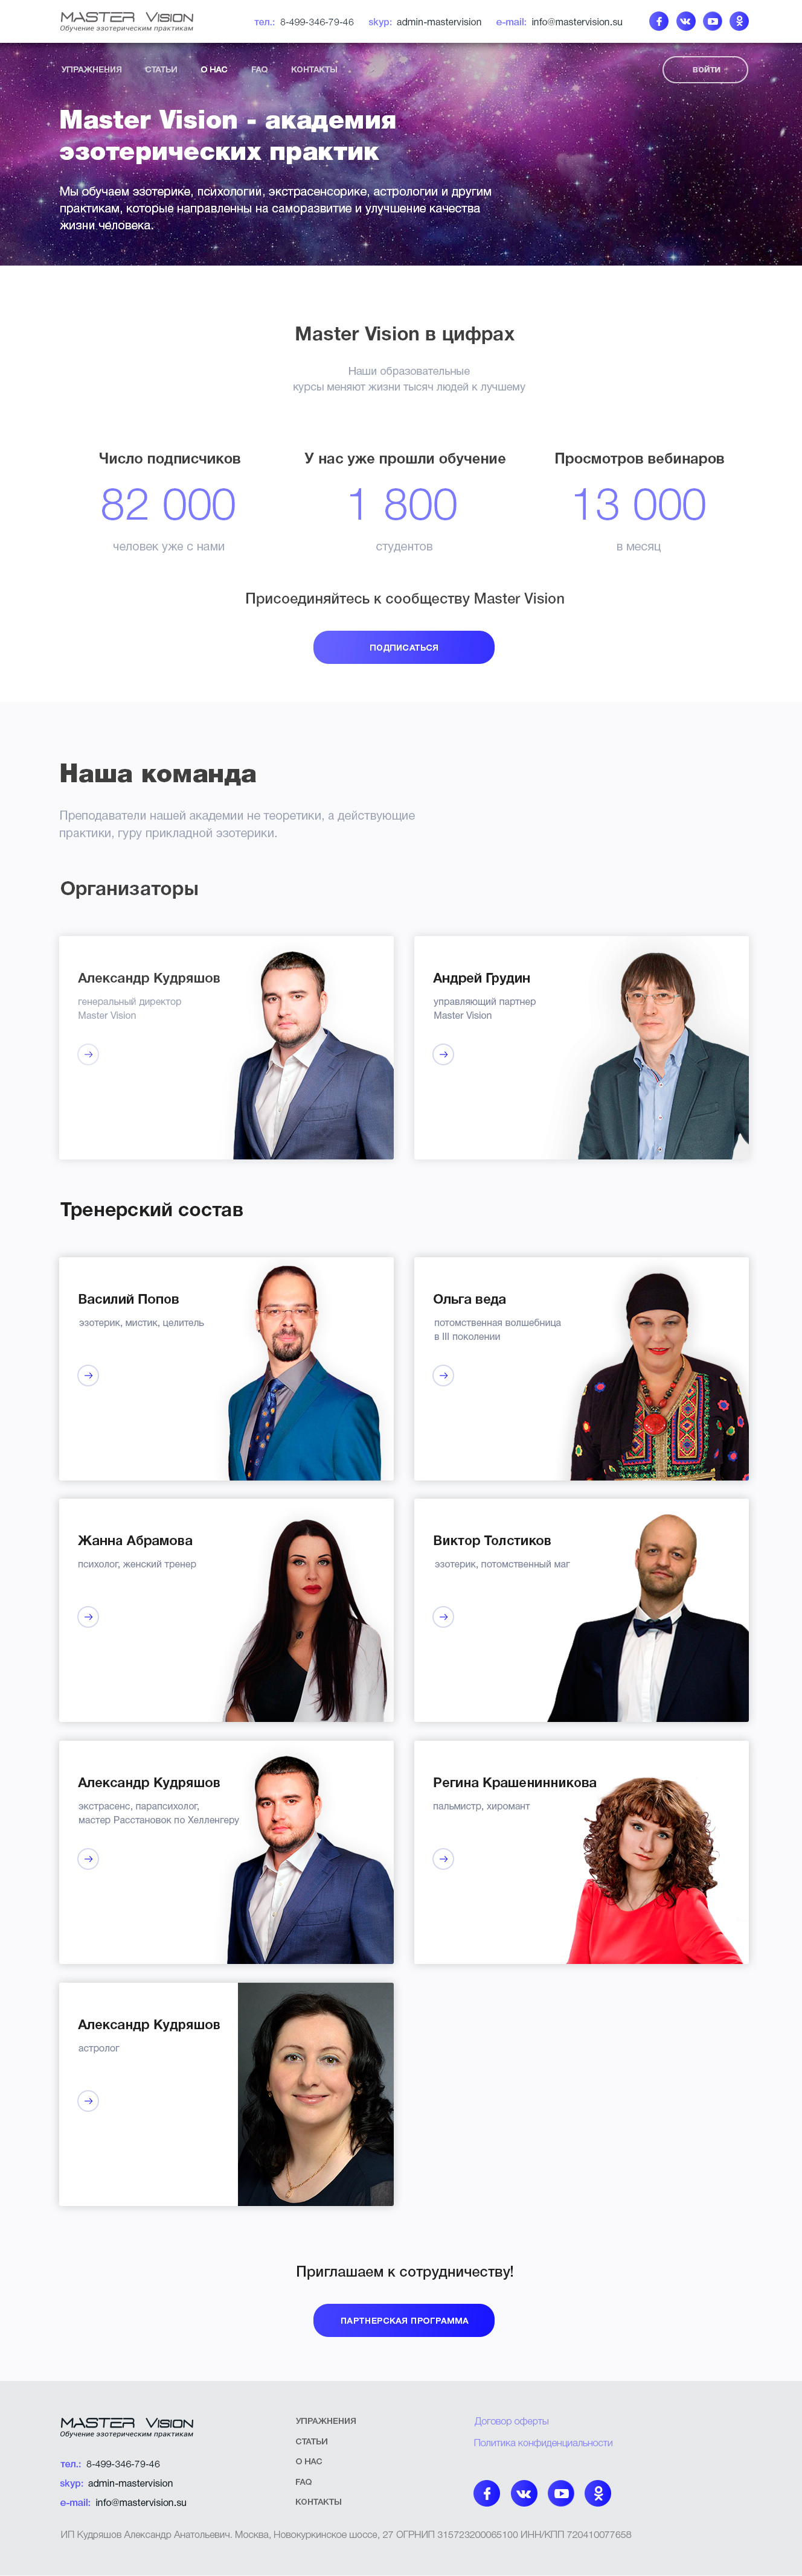 MASTER VISION
Обучение эзотерическим практикам
тел.: 8-499-346-79-46 skyp: admin-mastervision e-mail: info@mastervision.su
УПРАЖНЕНИЯ СТАТЬИ О НАС FAQ КОНТАКТЫ ВОЙТИ
Master Vision - академия
эзотерических практик
Мы обучаем эзотерике, психологии, экстрасенсорике, астрологии и другим
практикам, которые направленны на саморазвитие и улучшение качества
жизни человека.
Master Vision в цифрах
Наши образовательные
курсы меняют жизни тысяч людей к лучшему
Число подписчиков
82 000
человек уже с нами
У нас уже прошли обучение
1 800
студентов
Просмотров вебинаров
13 000
в месяц
Присоединяйтесь к сообществу Master Vision
ПОДПИСАТЬСЯ
Наша команда
Преподаватели нашей академии не теоретики, а действующие
практики, гуру прикладной эзотерики.
Организаторы
Александр Кудряшов
генеральный директор
Master Vision
Андрей Грудин
управляющий партнер
Master Vision
Тренерский состав
Василий Попов
эзотерик, мистик, целитель
Ольга веда
потомственная волшебница
в III поколении
Жанна Абрамова
психолог, женский тренер
Виктор Толстиков
эзотерик, потомственный маг
Александр Кудряшов
экстрасенс, парапсихолог,
мастер Расстановок по Хелленгеру
Регина Крашенинникова
пальмистр, хиромант
Александр Кудряшов
астролог
Приглашаем к сотрудничеству!
ПАРТНЕРСКАЯ ПРОГРАММА
MASTER VISION
Обучение эзотерическим практикам
тел.: 8-499-346-79-46
skyp: admin-mastervision
e-mail: info@mastervision.su
УПРАЖНЕНИЯ
СТАТЬИ
О НАС
FAQ
КОНТАКТЫ
Договор оферты
Политика конфиденциальности
ИП Кудряшов Александр Анатольевич. Москва, Новокуркинское шоссе, 27 ОГРНИП 315723200065100 ИНН/КПП 720410077658